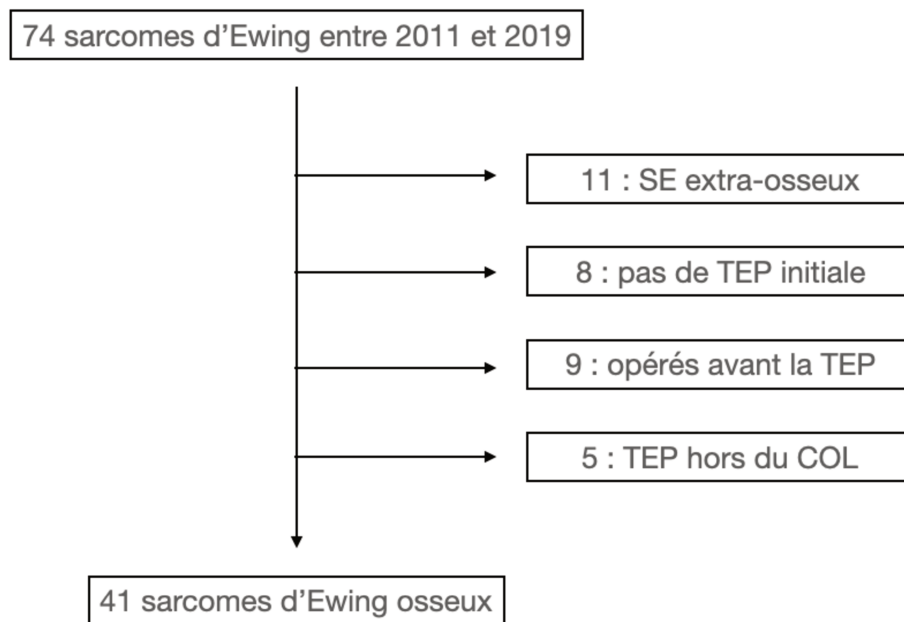 74 sarcomes d’Ewing entre 2011 et 2019
11 : SE extra-osseux
8 : pas de TEP initiale
9 : opérés avant la TEP
5 : TEP hors du COL
41 sarcomes d’Ewing osseux